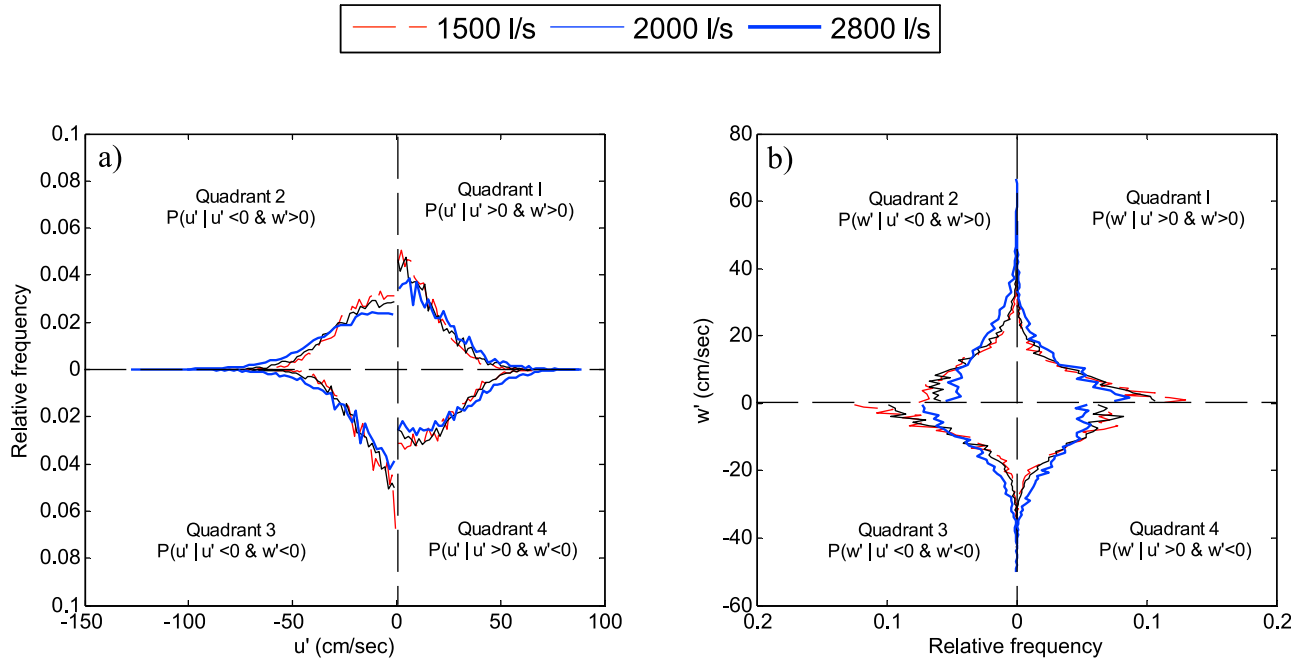 1500 l/s 2000 l/s 2800 l/s
a)
Relative frequency
0.1
0.08
0.06
0.04
0.02
0
0.02
0.04
0.06
0.08
0.1
Quadrant 2
P(u' | u' <0 & w'>0)
Quadrant I
P(u' | u' >0 & w'>0)
Quadrant 3
P(u' | u' <0 & w'<0)
Quadrant 4
P(u' | u' >0 & w'<0)
-150 -100 -50 0 50 100
u' (cm/sec)
b)
w' (cm/sec)
80
60
40
20
0
-20
-40
-60
Quadrant 2
P(w' | u' <0 & w'>0)
Quadrant I
P(w' | u' >0 & w'>0)
Quadrant 3
P(w' | u' <0 & w'<0)
Quadrant 4
P(w' | u' >0 & w'<0)
0.2 0.1 0 0.1 0.2
Relative frequency